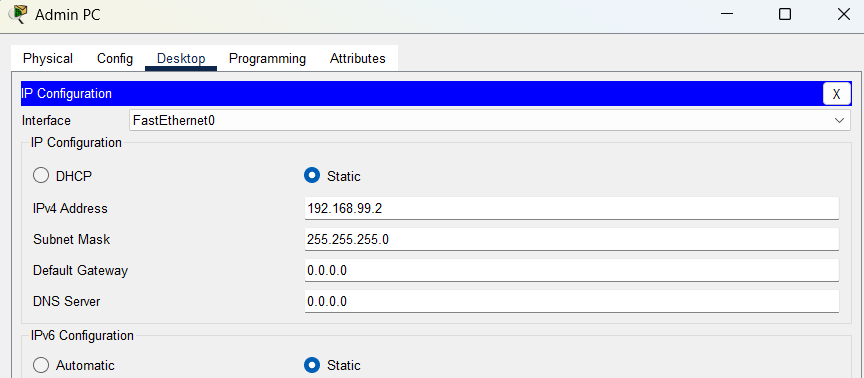 Admin PC
Physical Config Desktop Programming Attributes
IP Configuration X
Interface FastEthernet0
IP Configuration
DHCP Static
IPv4 Address 192.168.99.2
Subnet Mask 255.255.255.0
Default Gateway 0.0.0.0
DNS Server 0.0.0.0
IPv6 Configuration
Automatic Static